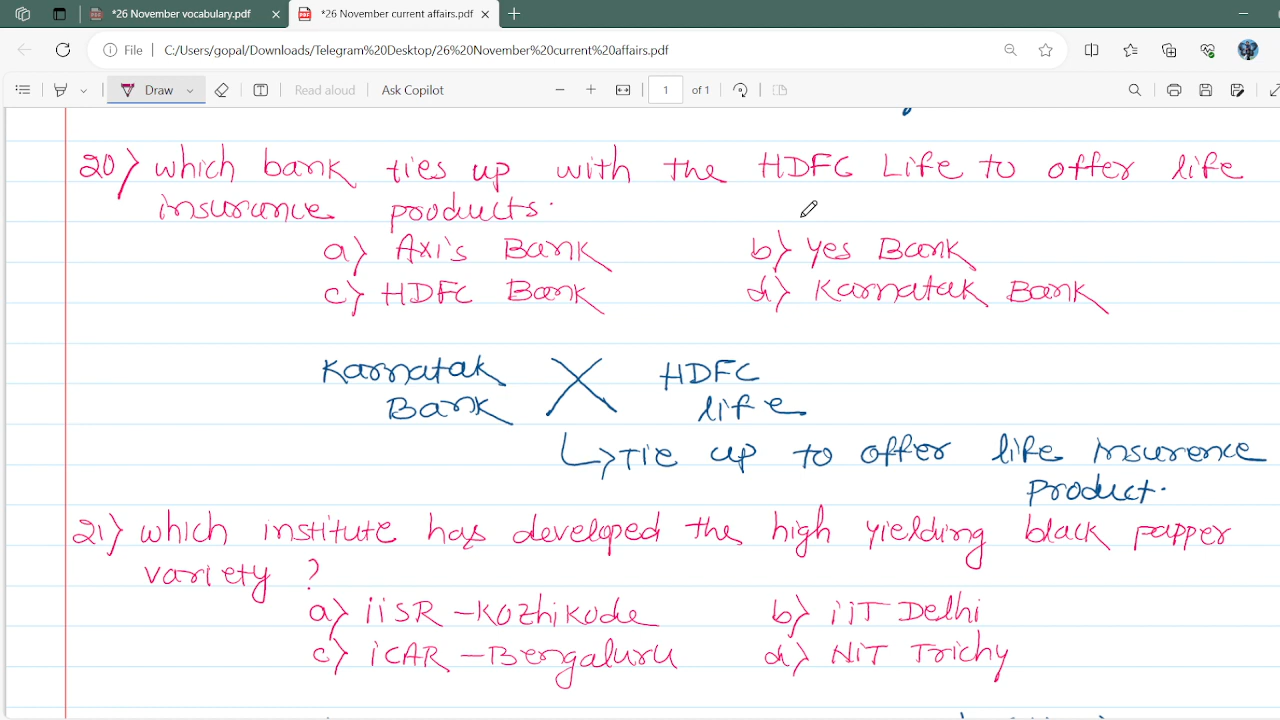 *26 November vocabulary.pdf
*26 November current affairs.pdf
File C:/Users/gopal/Downloads/Telegram%20Desktop/26%20November%20current%20affairs.pdf
Draw Read aloud Ask Copilot 1 of 1
20) which bank ties up with the HDFC Life to offer life
insurance products.
a) Axis Bank b) Yes Bank
c) HDFC Bank d) Karnatak Bank
Karnatak X HDFC
Bank life
↳ Tie up to offer life insurence
product.
21) which institute has developed the high yielding black papper
variety ?
a) iiSR - Kozhikode b) iiT Delhi
c) iCAR - Bengaluru d) NiT Trichy